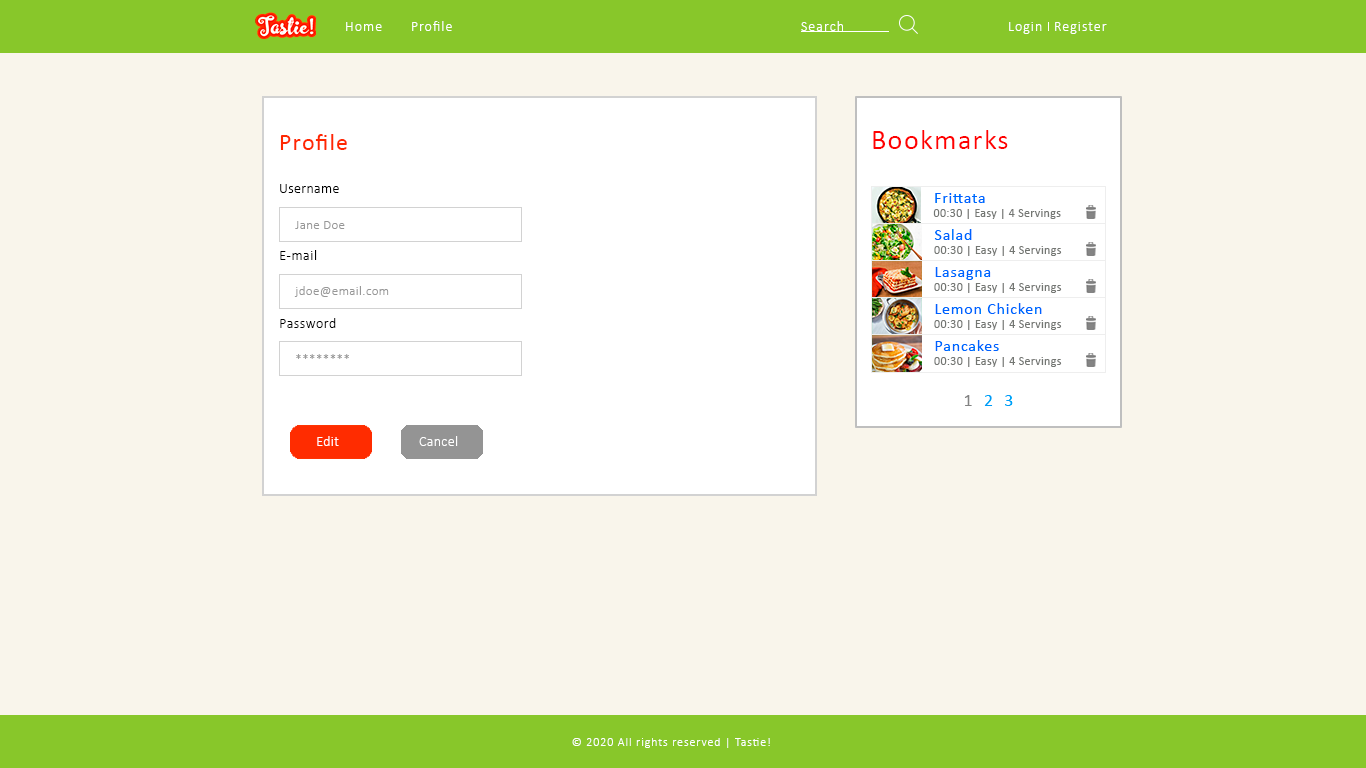 Tastie! Home Profile Search Login | Register
Profile
Username
Jane Doe
E-mail
jdoe@email.com
Password
********
Edit Cancel
Bookmarks
Frittata
00:30 | Easy | 4 Servings
Salad
00:30 | Easy | 4 Servings
Lasagna
00:30 | Easy | 4 Servings
Lemon Chicken
00:30 | Easy | 4 Servings
Pancakes
00:30 | Easy | 4 Servings
1 2 3
© 2020 All rights reserved | Tastie!